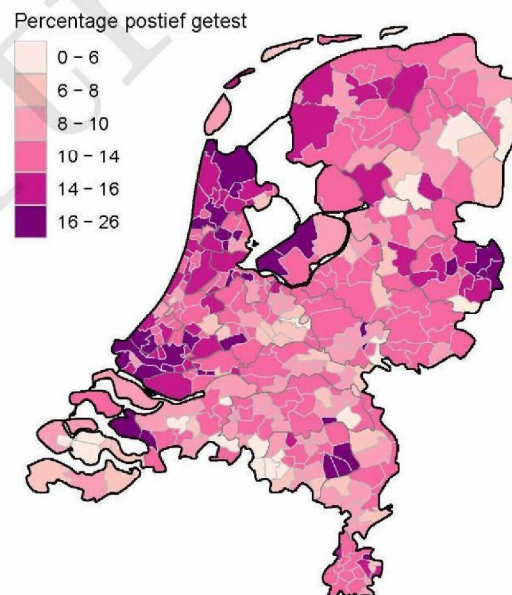 Percentage postief getest
0 – 6
6 – 8
8 – 10
10 – 14
14 – 16
16 – 26